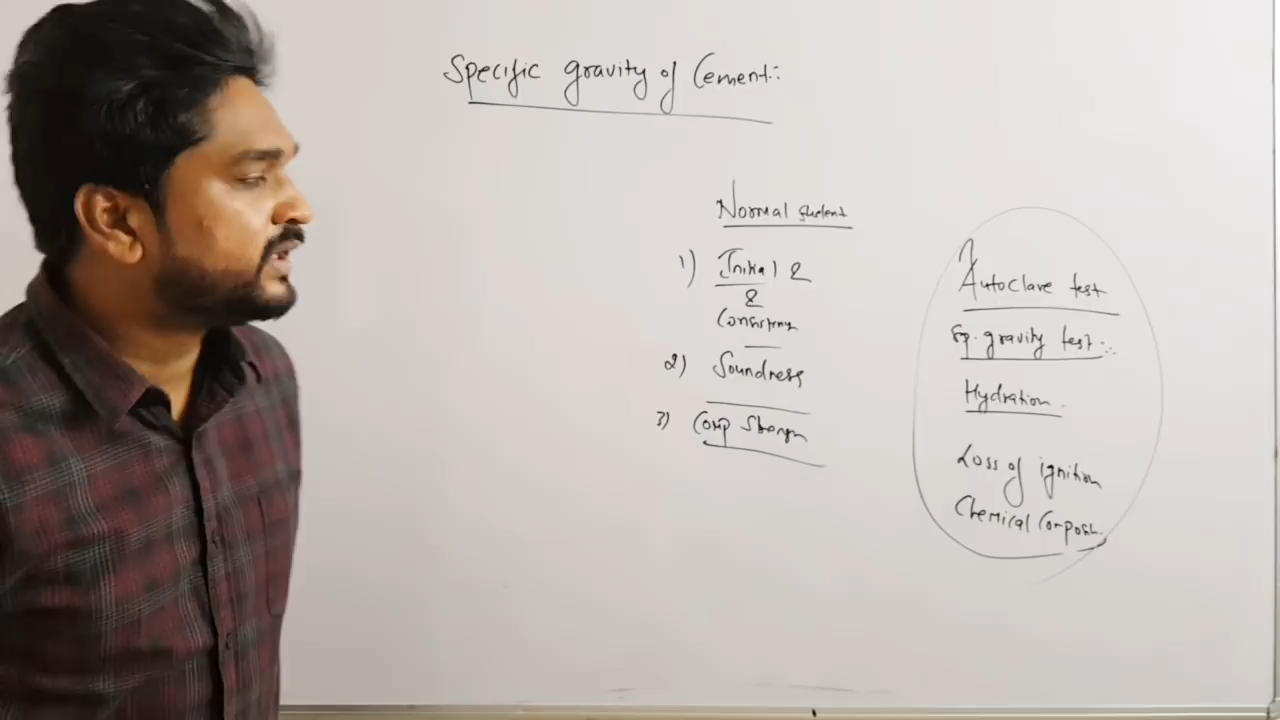 Specific gravity of Cement:-
Normal student
1) Initial &
&
Consistency
2) Soundness
3) Comp Strength
Autoclave test
Sp. gravity test:-
Hydration.
Loss of ignition
Chemical Composi..